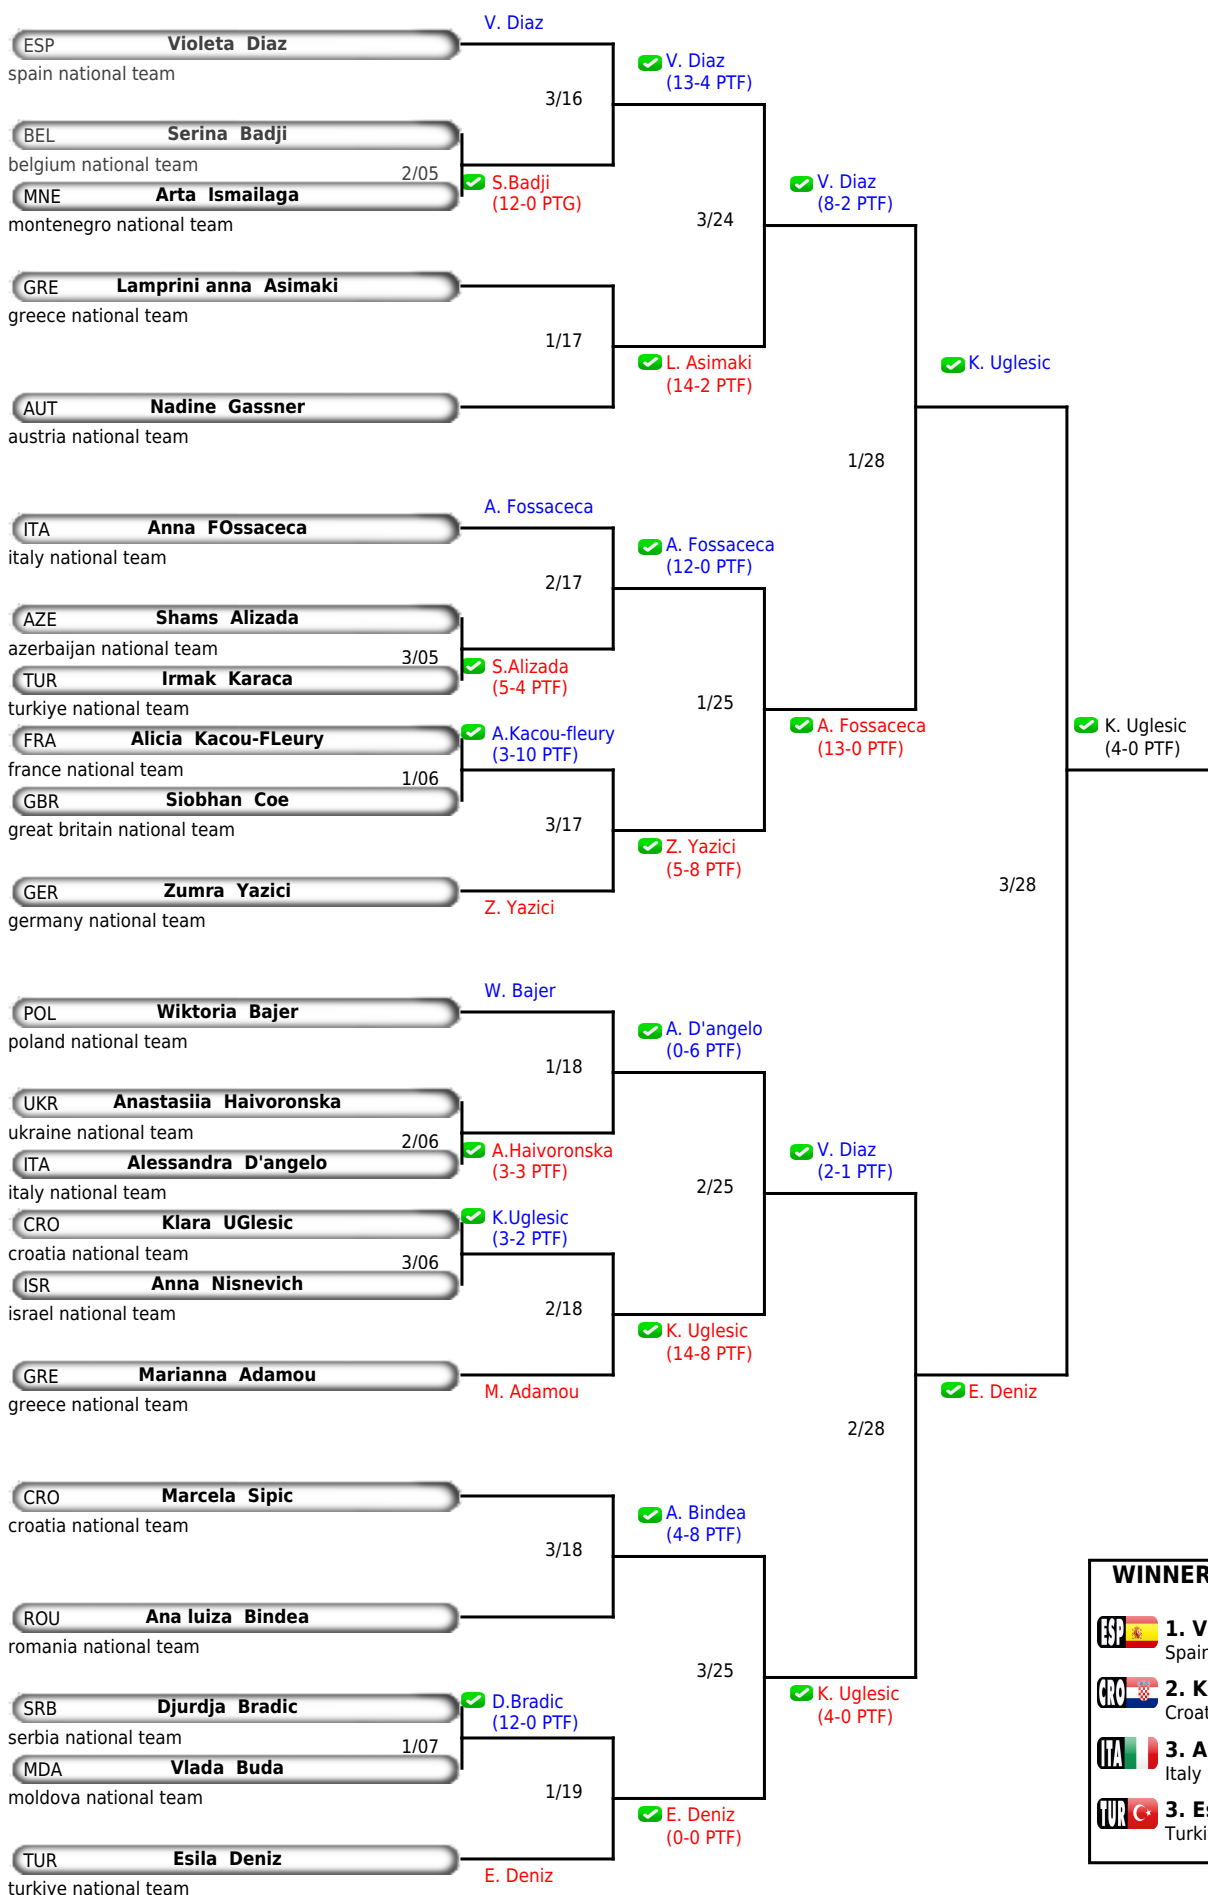 V. Diaz
ESP Violeta Diaz
spain national team
V. Diaz
(13-4 PTF)
3/16
BEL Serina Badji
belgium national team
2/05
S.Badji
(12-0 PTG)
MNE Arta Ismailaga
montenegro national team
V. Diaz
(8-2 PTF)
3/24
GRE Lamprini anna Asimaki
greece national team
1/17
L. Asimaki
(14-2 PTF)
K. Uglesic
AUT Nadine Gassner
austria national team
1/28
A. Fossaceca
ITA Anna FOssaceca
italy national team
A. Fossaceca
(12-0 PTF)
2/17
AZE Shams Alizada
azerbaijan national team
3/05
S.Alizada
(5-4 PTF)
TUR Irmak Karaca
turkiye national team
1/25
A. Fossaceca
(13-0 PTF)
K. Uglesic
(4-0 PTF)
FRA Alicia Kacou-FLeury
france national team
A.Kacou-fleury
(3-10 PTF)
1/06
GBR Siobhan Coe
great britain national team
3/17
Z. Yazici
(5-8 PTF)
3/28
GER Zumra Yazici
germany national team
Z. Yazici
W. Bajer
POL Wiktoria Bajer
poland national team
A. D'angelo
(0-6 PTF)
1/18
UKR Anastasiia Haivoronska
ukraine national team
2/06
A.Haivoronska
(3-3 PTF)
ITA Alessandra D'angelo
italy national team
V. Diaz
(2-1 PTF)
2/25
CRO Klara UGlesic
croatia national team
K.Uglesic
(3-2 PTF)
3/06
ISR Anna Nisnevich
israel national team
2/18
K. Uglesic
(14-8 PTF)
GRE Marianna Adamou
greece national team
M. Adamou
E. Deniz
2/28
CRO Marcela Sipic
croatia national team
A. Bindea
(4-8 PTF)
3/18
ROU Ana luiza Bindea
romania national team
3/25
K. Uglesic
(4-0 PTF)
SRB Djurdja Bradic
serbia national team
D.Bradic
(12-0 PTF)
1/07
MDA Vlada Buda
moldova national team
1/19
E. Deniz
(0-0 PTF)
TUR Esila Deniz
turkiye national team
E. Deniz
WINNER
ESP 1. V
Spain
CRO 2. K
Croat
ITA 3. A
Italy
TUR 3. Es
Turki